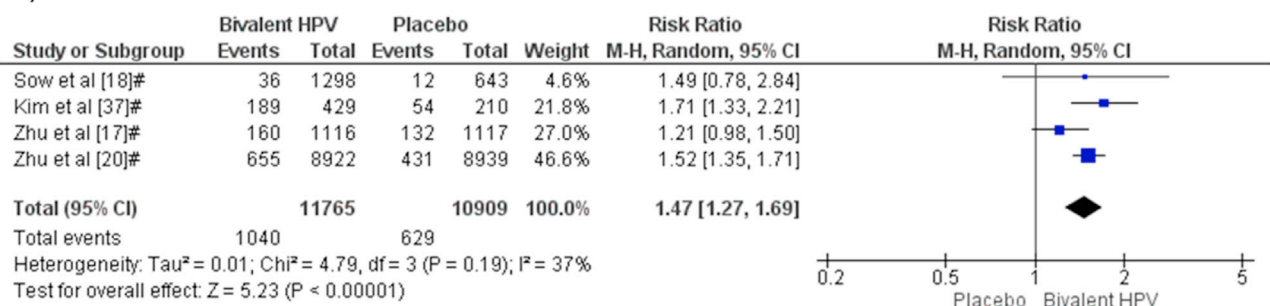 Bivalent HPV Placebo Risk Ratio Risk Ratio
Study or Subgroup Events Total Events Total Weight M-H, Random, 95% CI M-H, Random, 95% CI
Sow et al [18]# 36 1298 12 643 4.6% 1.49 [0.78, 2.84]
Kim et al [37]# 189 429 54 210 21.8% 1.71 [1.33, 2.21]
Zhu et al [17]# 160 1116 132 1117 27.0% 1.21 [0.98, 1.50]
Zhu et al [20]# 655 8922 431 8939 46.6% 1.52 [1.35, 1.71]
Total (95% CI) 11765 10909 100.0% 1.47 [1.27, 1.69]
Total events 1040 629
Heterogeneity: Tau² = 0.01; Chi² = 4.79, df = 3 (P = 0.19); I² = 37%
Test for overall effect: Z = 5.23 (P < 0.00001)
0.2 0.5 1 2 5
Placebo Bivalent HPV